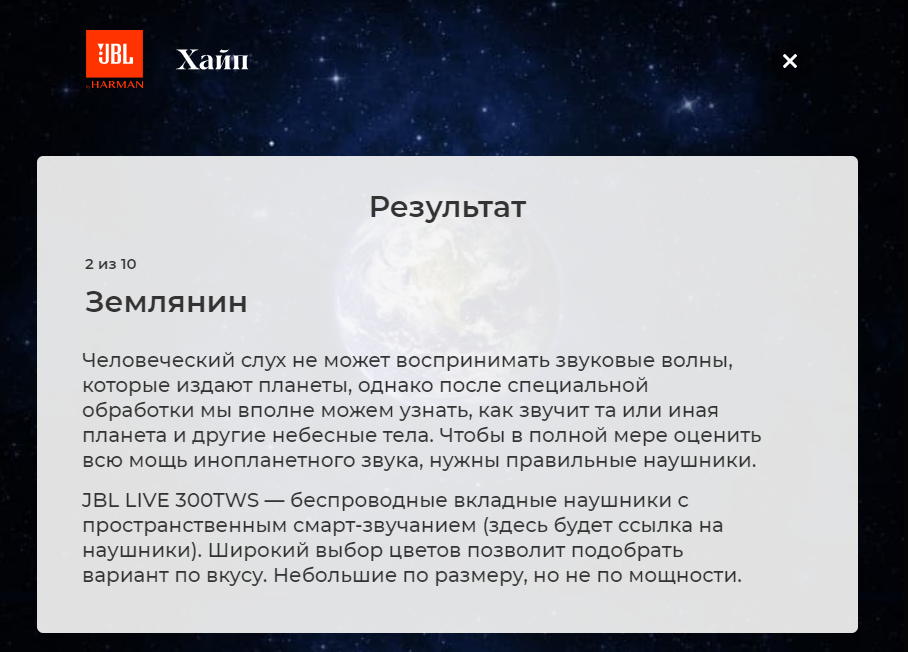 JBL
by HARMAN
Хайп
Результат
2 из 10
Землянин
Человеческий слух не может воспринимать звуковые волны,
которые издают планеты, однако после специальной
обработки мы вполне можем узнать, как звучит та или иная
планета и другие небесные тела. Чтобы в полной мере оценить
всю мощь инопланетного звука, нужны правильные наушники.
JBL LIVE 300TWS — беспроводные вкладные наушники с
пространственным смарт-звучанием (здесь будет ссылка на
наушники). Широкий выбор цветов позволит подобрать
вариант по вкусу. Небольшие по размеру, но не по мощности.